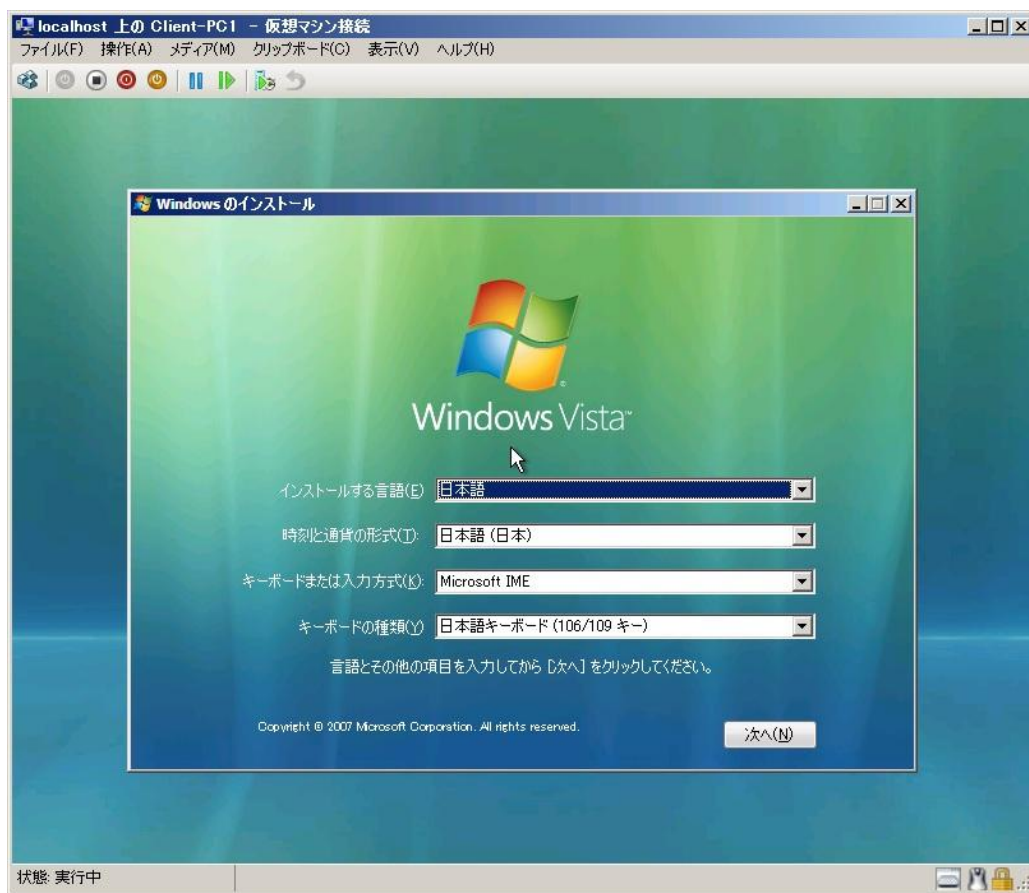 localhost 上の Client-PC1 - 仮想マシン接続
ファイル(F) 操作(A) メディア(M) クリップボード(C) 表示(V) ヘルプ(H)
Windows のインストール
Windows Vista™
インストールする言語(E) 日本語
時刻と通貨の形式(T): 日本語 (日本)
キーボードまたは入力方式(K): Microsoft IME
キーボードの種類(Y) 日本語キーボード (106/109 キー)
言語とその他の項目を入力してから [次へ] をクリックしてください。
Copyright © 2007 Microsoft Corporation. All rights reserved.
次へ(N)
状態: 実行中